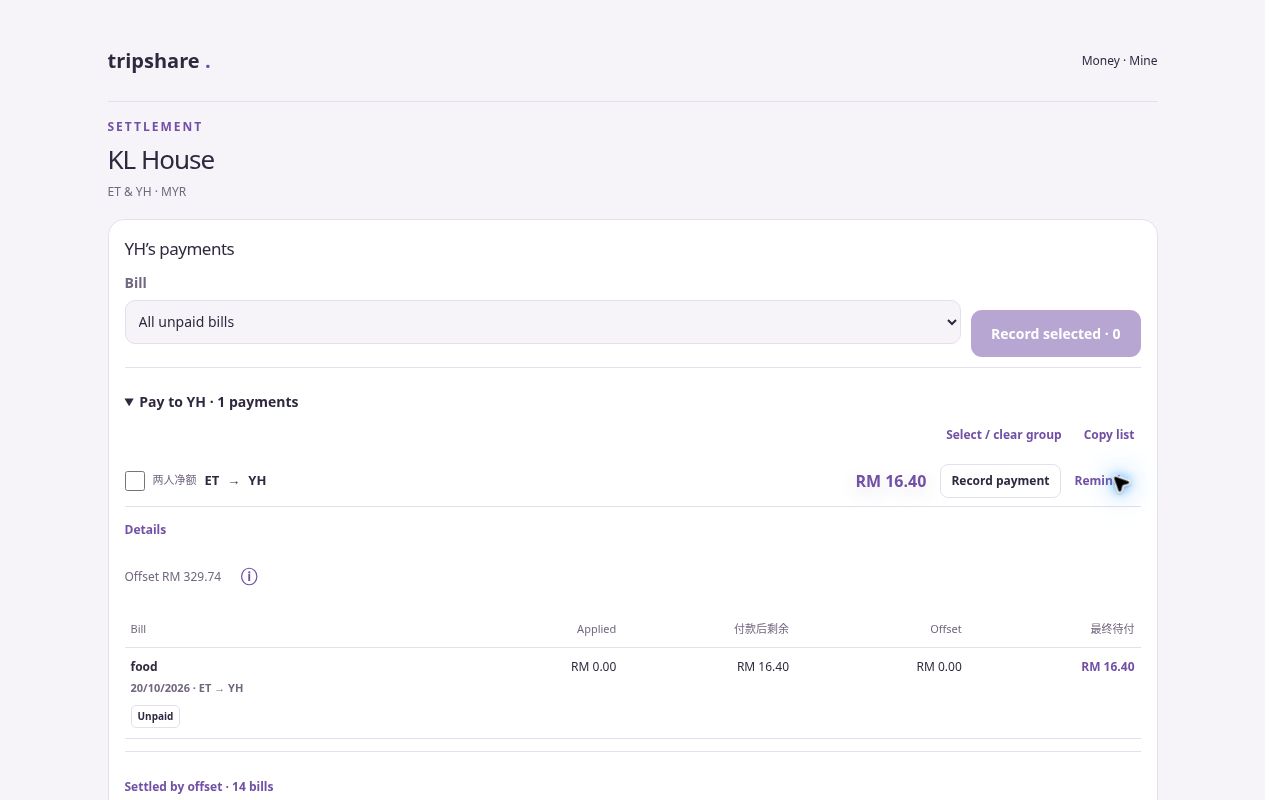 tripshare .
Money · Mine
SETTLEMENT
KL House
ET & YH · MYR
YH’s payments
Bill
All unpaid bills
Record selected · 0
▼ Pay to YH · 1 payments
Select / clear group Copy list
两人净额 ET → YH RM 16.40 Record payment
Details
Offset RM 329.74 i
Bill Applied 付款后剩余 Offset 最终待付
food RM 0.00 RM 16.40 RM 0.00 RM 16.40
20/10/2026 · ET → YH
Unpaid
Settled by offset · 14 bills